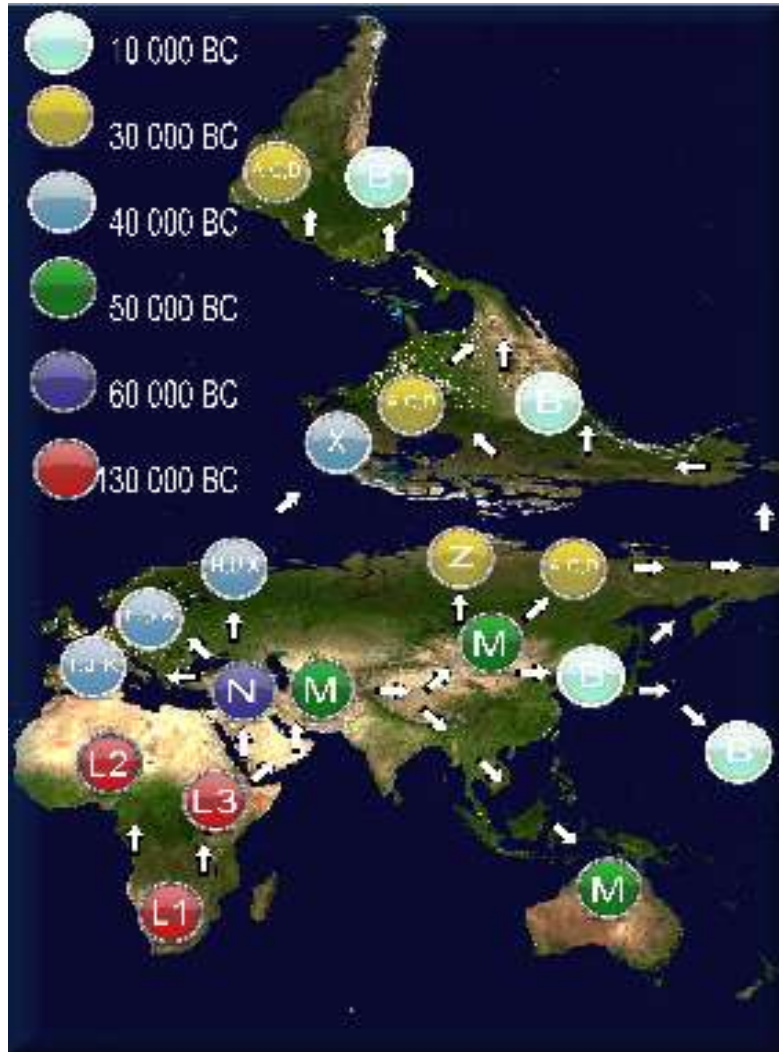 10 000 BC
30 000 BC
40 000 BC
50 000 BC
60 000 BC
130 000 BC
A,C,D
B
A,C,D
B
X
H,U,X
Z
A,C,D
M
I,J,K
N
M
B
L2
L3
B
M
L1